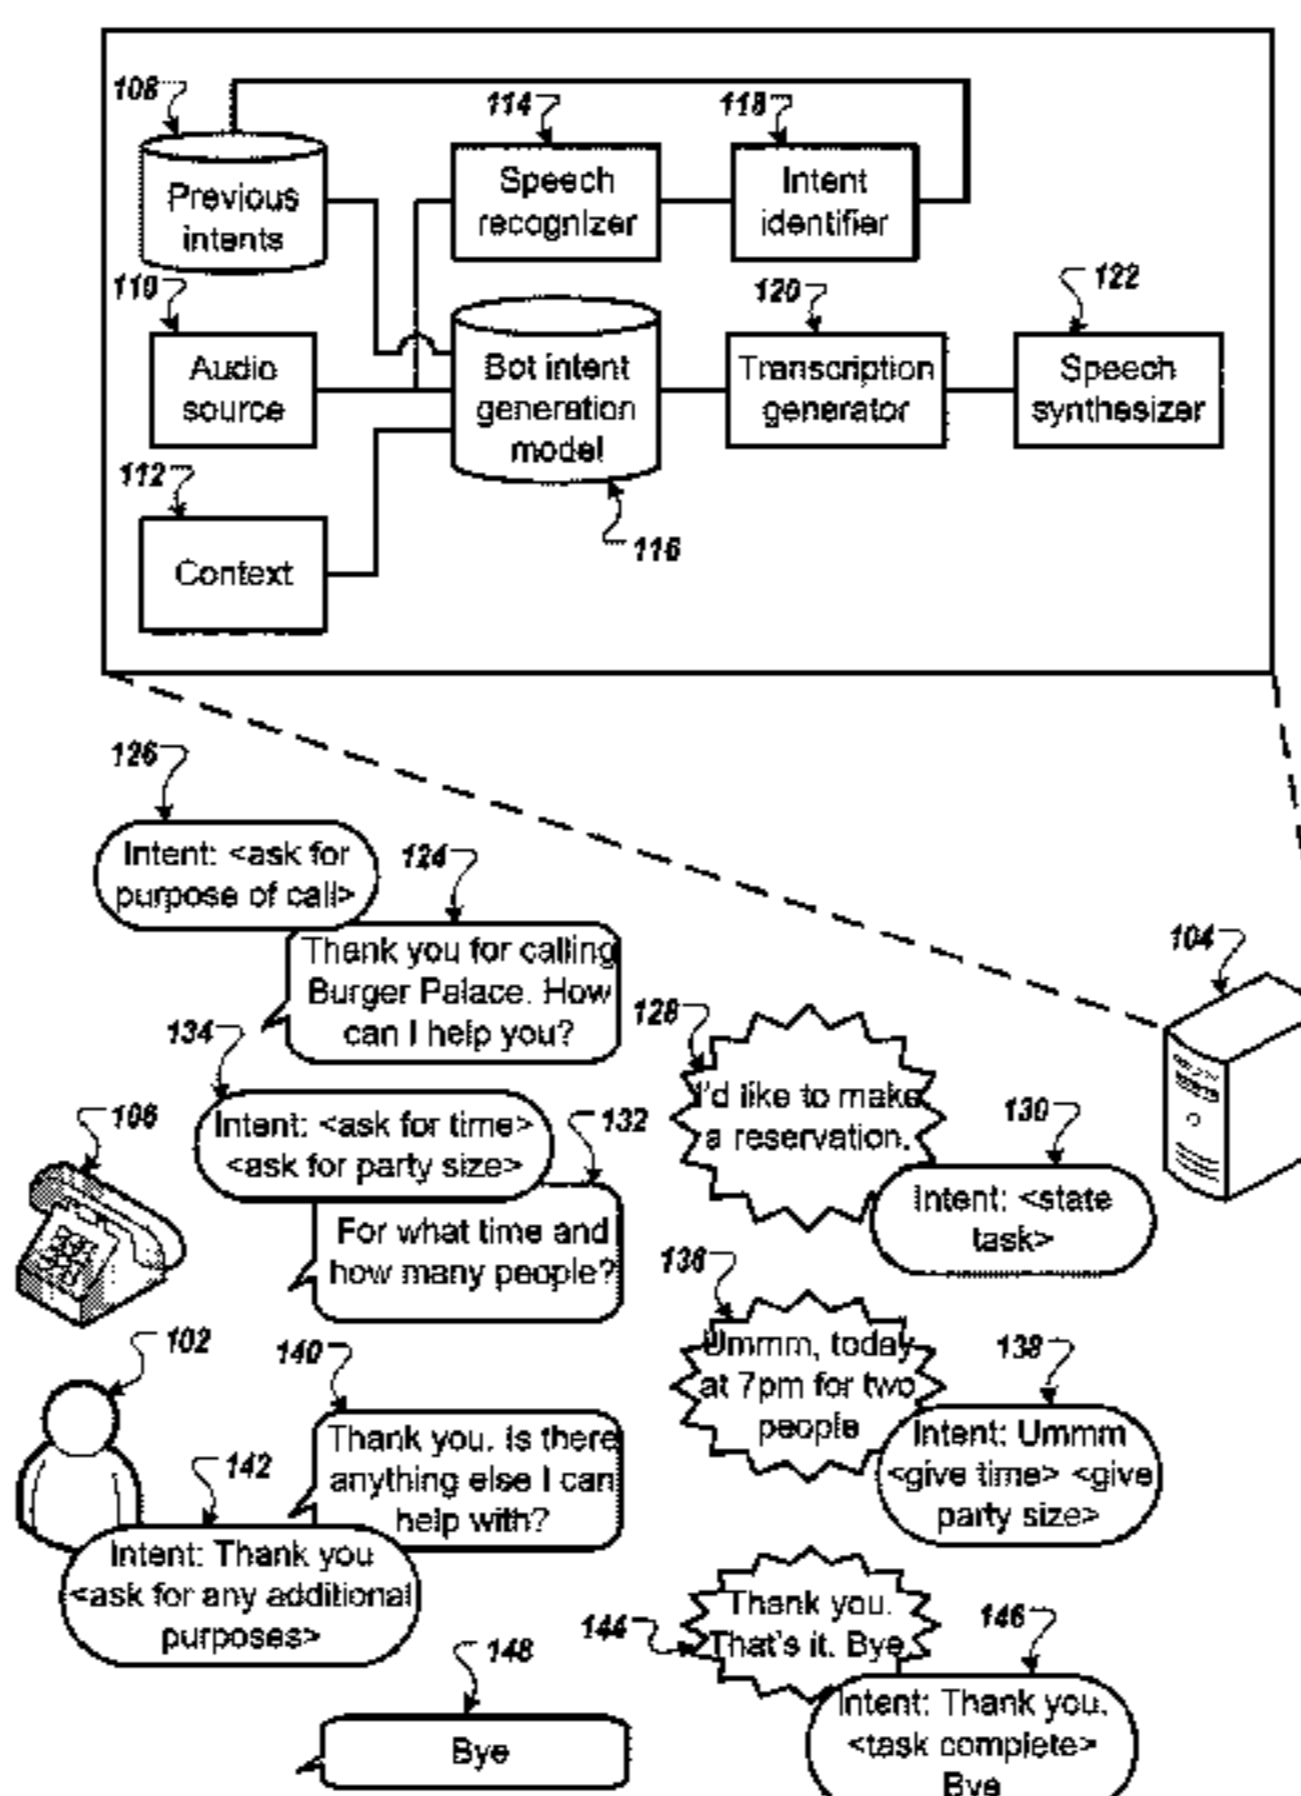 108
114
118
Previous
intents
Speech
recognizer
Intent
identifier
110
120
122
Audio
source
Bot intent
generation
model
Transcription
generator
Speech
synthesizer
112
116
Context
126
Intent: <ask for
purpose of call>
124
Thank you for calling
Burger Palace. How
can I help you?
104
134
128
I'd like to make
a reservation.
106
Intent: <ask for time>
<ask for party size>
132
130
Intent: <state
task>
For what time and
how many people?
136
Ummm, today
at 7pm for two
people
102
140
138
Thank you. Is there
anything else I can
help with?
Intent: Ummm
<give time> <give
party size>
142
Intent: Thank you
<ask for any additional
purposes>
Thank you.
That's it. Bye
144
146
148
Intent: Thank you.
<task complete>
Bye
Bye